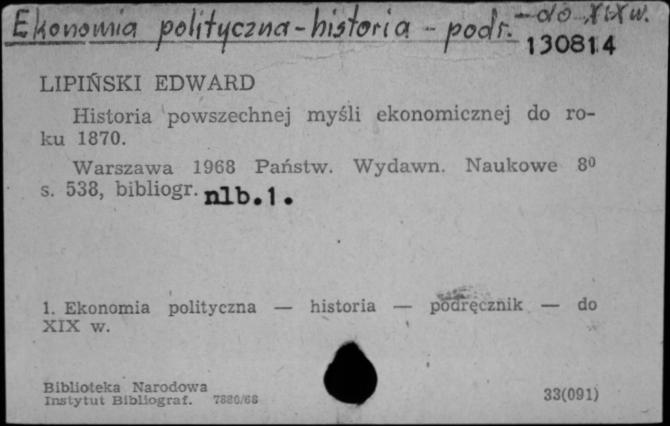 Ekonomia polityczna - historia - podr. - do XIX w.
130814
LIPIŃSKI EDWARD
Historia powszechnej myśli ekonomicznej do ro-
ku 1870.
Warszawa 1968 Państw. Wydawn. Naukowe 8⁰
s. 538, bibliogr. nlb.1.
1. Ekonomia polityczna — historia — podręcznik — do
XIX w.
Biblioteka Narodowa
Instytut Bibliograf. 7886/68
33(091)